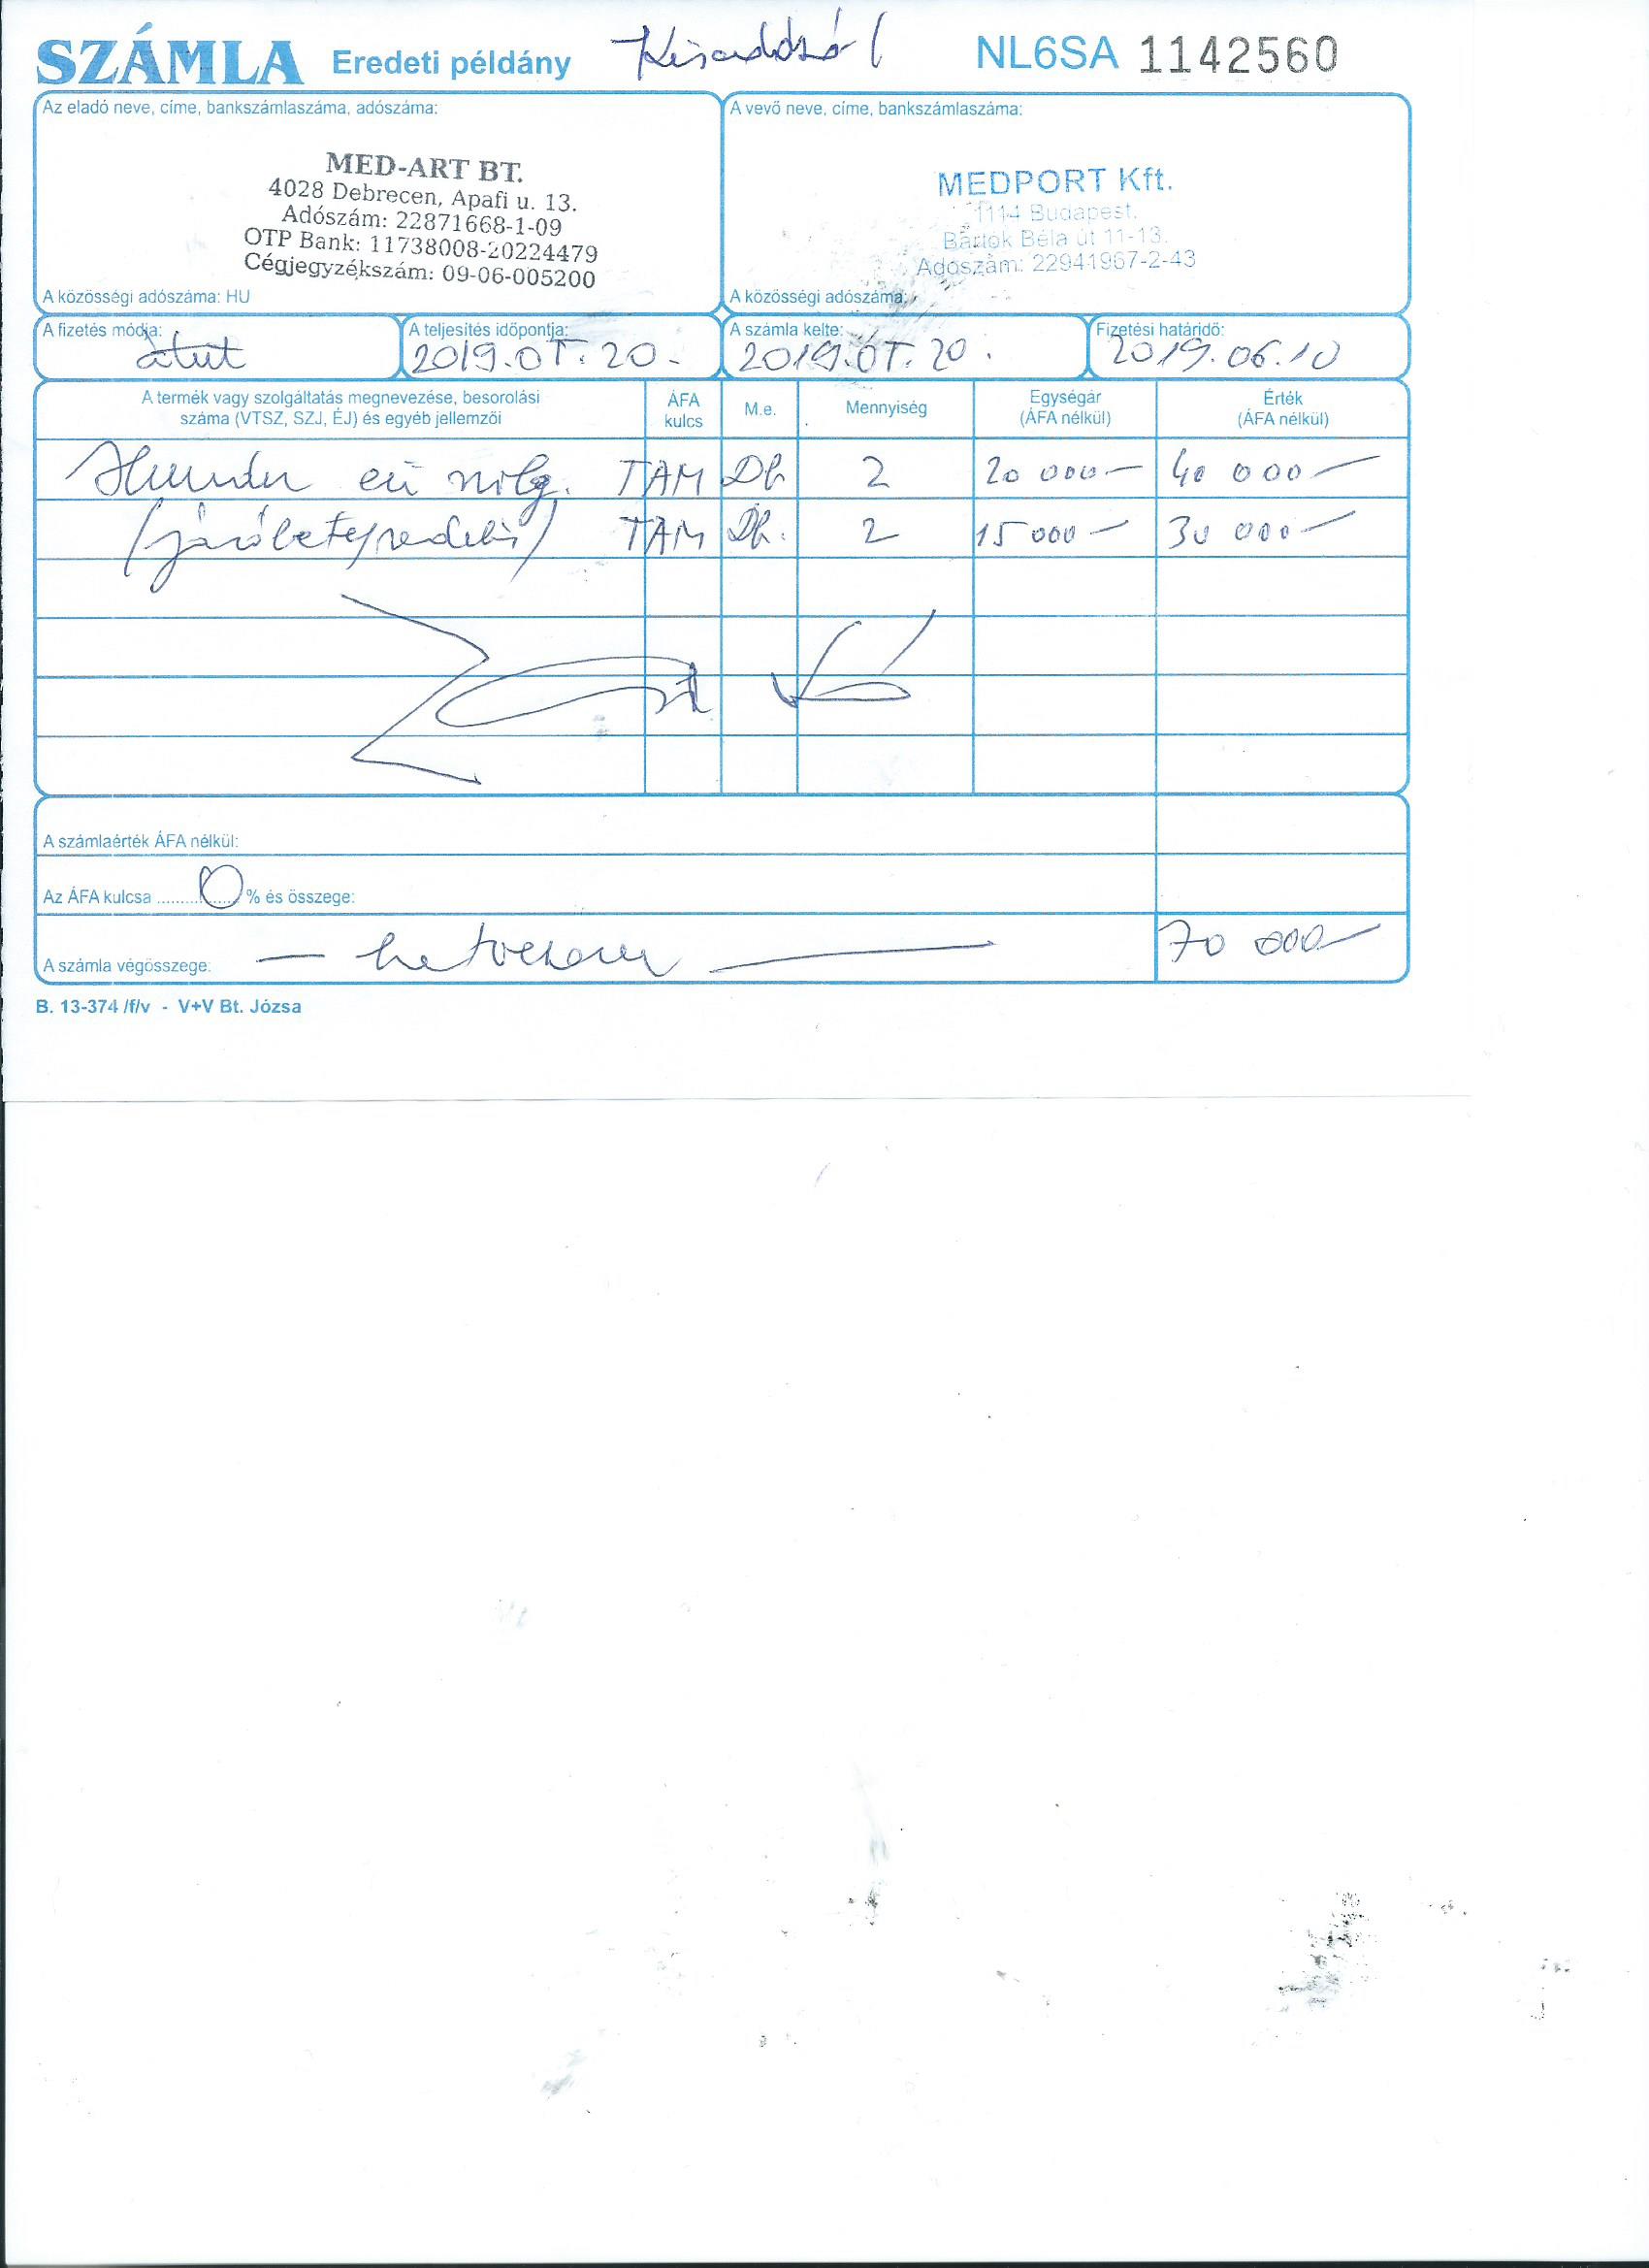 SZÁMLA Eredeti példány Kisadózó! NL6SA 1142560
Az eladó neve, címe, bankszámlaszáma, adószáma:
MED-ART BT.
4028 Debrecen, Apafi u. 13.
Adószám: 22871668-1-09
OTP Bank: 11738008-20224479
Cégjegyzékszám: 09-06-005200
A közösségi adószáma: HU
A vevő neve, címe, bankszámlaszáma:
MEDPORT Kft.
1114 Budapest,
Bartók Béla út 11-13.
Adószám: 22941967-2-43
A közösségi adószáma:
A fizetés módja: átut
A teljesítés időpontja: 2019.05.20.
A számla kelte: 2019.05.20.
Fizetési határidő: 2019.06.10
A termék vagy szolgáltatás megnevezése, besorolási száma (VTSZ, SZJ, ÉJ) és egyéb jellemzői ÁFA kulcs M.e. Mennyiség Egységár (ÁFA nélkül) Érték (ÁFA nélkül)
Humán eü szolg. TAM Db 2 20 000- 40 000-
(járóbetegrendelés) TAM Db. 2 15 000- 30 000-
A számlaérték ÁFA nélkül:
Az ÁFA kulcsa ......... 0 % és összege:
A számla végösszege: — hetvenezer — 70 000-
B. 13-374 /f/v - V+V Bt. Józsa